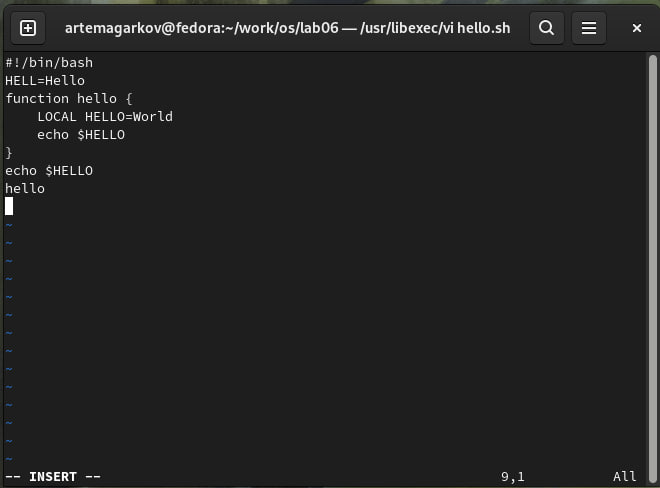 artemagarkov@fedora:~/work/os/lab06 — /usr/libexec/vi hello.sh
#!/bin/bash
HELL=Hello
function hello {
    LOCAL HELLO=World
    echo $HELLO
}
echo $HELLO
hello
~
~
~
~
~
~
~
~
~
~
~
~
~
~
-- INSERT -- 9,1 All